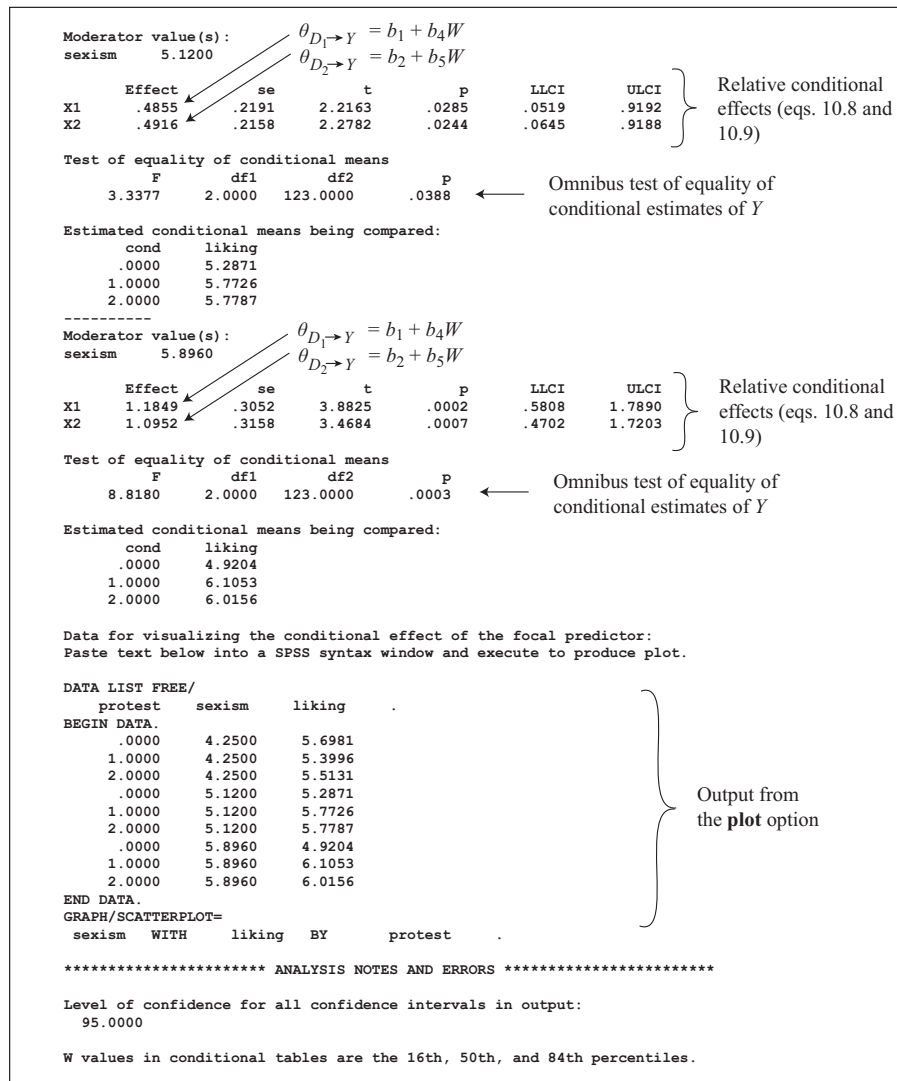 Moderator value(s):
sexism 5.1200
θ_{D1→Y} = b1 + b4W
θ_{D2→Y} = b2 + b5W
Effect se t p LLCI ULCI
X1 .4855 .2191 2.2163 .0285 .0519 .9192
X2 .4916 .2158 2.2782 .0244 .0645 .9188
Relative conditional
effects (eqs. 10.8 and
10.9)
Test of equality of conditional means
F df1 df2 p
3.3377 2.0000 123.0000 .0388
Omnibus test of equality of
conditional estimates of Y
Estimated conditional means being compared:
cond liking
.0000 5.2871
1.0000 5.7726
2.0000 5.7787
----------
Moderator value(s):
sexism 5.8960
θ_{D1→Y} = b1 + b4W
θ_{D2→Y} = b2 + b5W
Effect se t p LLCI ULCI
X1 1.1849 .3052 3.8825 .0002 .5808 1.7890
X2 1.0952 .3158 3.4684 .0007 .4702 1.7203
Relative conditional
effects (eqs. 10.8 and
10.9)
Test of equality of conditional means
F df1 df2 p
8.8180 2.0000 123.0000 .0003
Omnibus test of equality of
conditional estimates of Y
Estimated conditional means being compared:
cond liking
.0000 4.9204
1.0000 6.1053
2.0000 6.0156
Data for visualizing the conditional effect of the focal predictor:
Paste text below into a SPSS syntax window and execute to produce plot.
DATA LIST FREE/
protest sexism liking .
BEGIN DATA.
.0000 4.2500 5.6981
1.0000 4.2500 5.3996
2.0000 4.2500 5.5131
.0000 5.1200 5.2871
1.0000 5.1200 5.7726
2.0000 5.1200 5.7787
.0000 5.8960 4.9204
1.0000 5.8960 6.1053
2.0000 5.8960 6.0156
END DATA.
Output from
the plot option
GRAPH/SCATTERPLOT=
sexism WITH liking BY protest .
*********************** ANALYSIS NOTES AND ERRORS ************************
Level of confidence for all confidence intervals in output:
95.0000
W values in conditional tables are the 16th, 50th, and 84th percentiles.